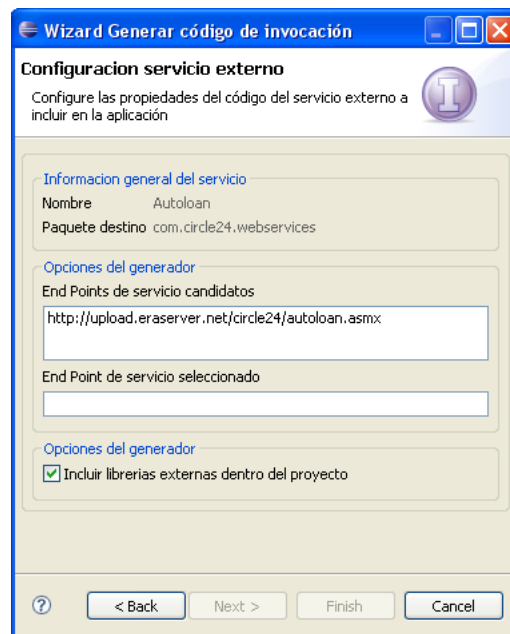 Wizard Generar código de invocación
Configuracion servicio externo
Configure las propiedades del código del servicio externo a
incluir en la aplicación
Informacion general del servicio
Nombre Autoloan
Paquete destino com.circle24.webservices
Opciones del generador
End Points de servicio candidatos
http://upload.eraserver.net/circle24/autoloan.asmx
End Point de servicio seleccionado
Opciones del generador
Incluir librerias externas dentro del proyecto
? < Back Next > Finish Cancel